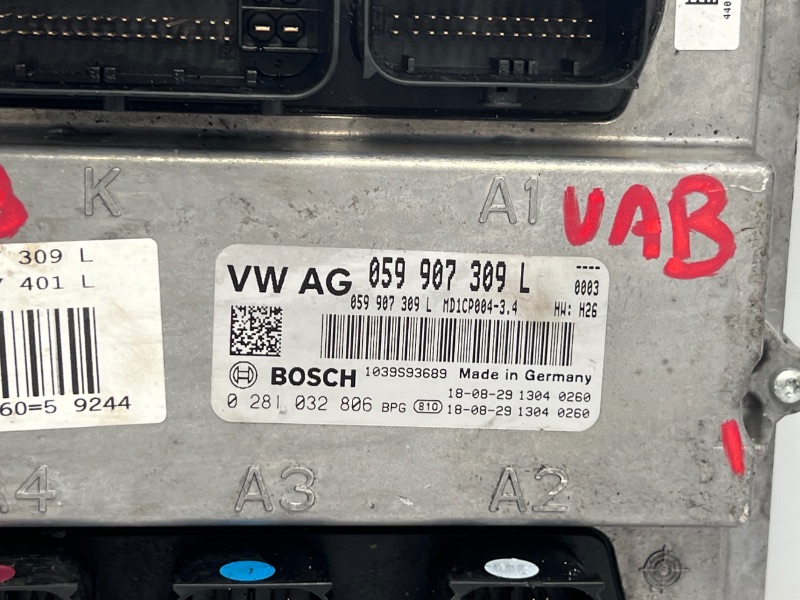 440
K
A1
UAB
309 L
401 L
60=5 9244
VW AG 059 907 309 L
0003
059 907 309 L MD1CP004-3.4 HW: H26
BOSCH 1039S93689 Made in Germany
18-08-29 1304 0260
0 281 032 806 BPG 810 18-08-29 1304 0260
A4
A3
A2